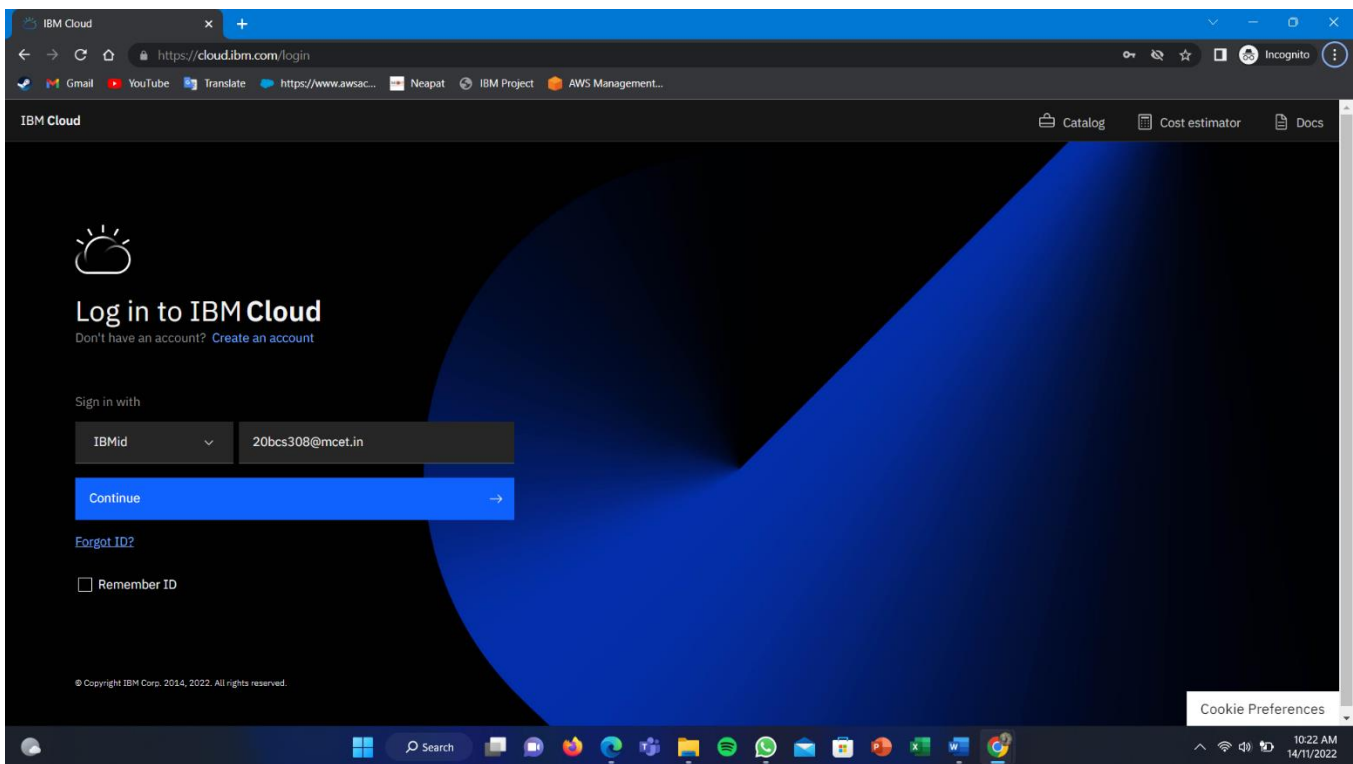 IBM Cloud
https://cloud.ibm.com/login
Incognito
Gmail
YouTube
Translate
https://www.awsac...
Neapat
IBM Project
AWS Management...
IBM Cloud
Catalog
Cost estimator
Docs
Log in to IBM Cloud
Don't have an account? Create an account
Sign in with
IBMid
20bcs308@mcet.in
Continue
Forgot ID?
Remember ID
© Copyright IBM Corp. 2014, 2022. All rights reserved.
Cookie Preferences
Search
10:22 AM
14/11/2022